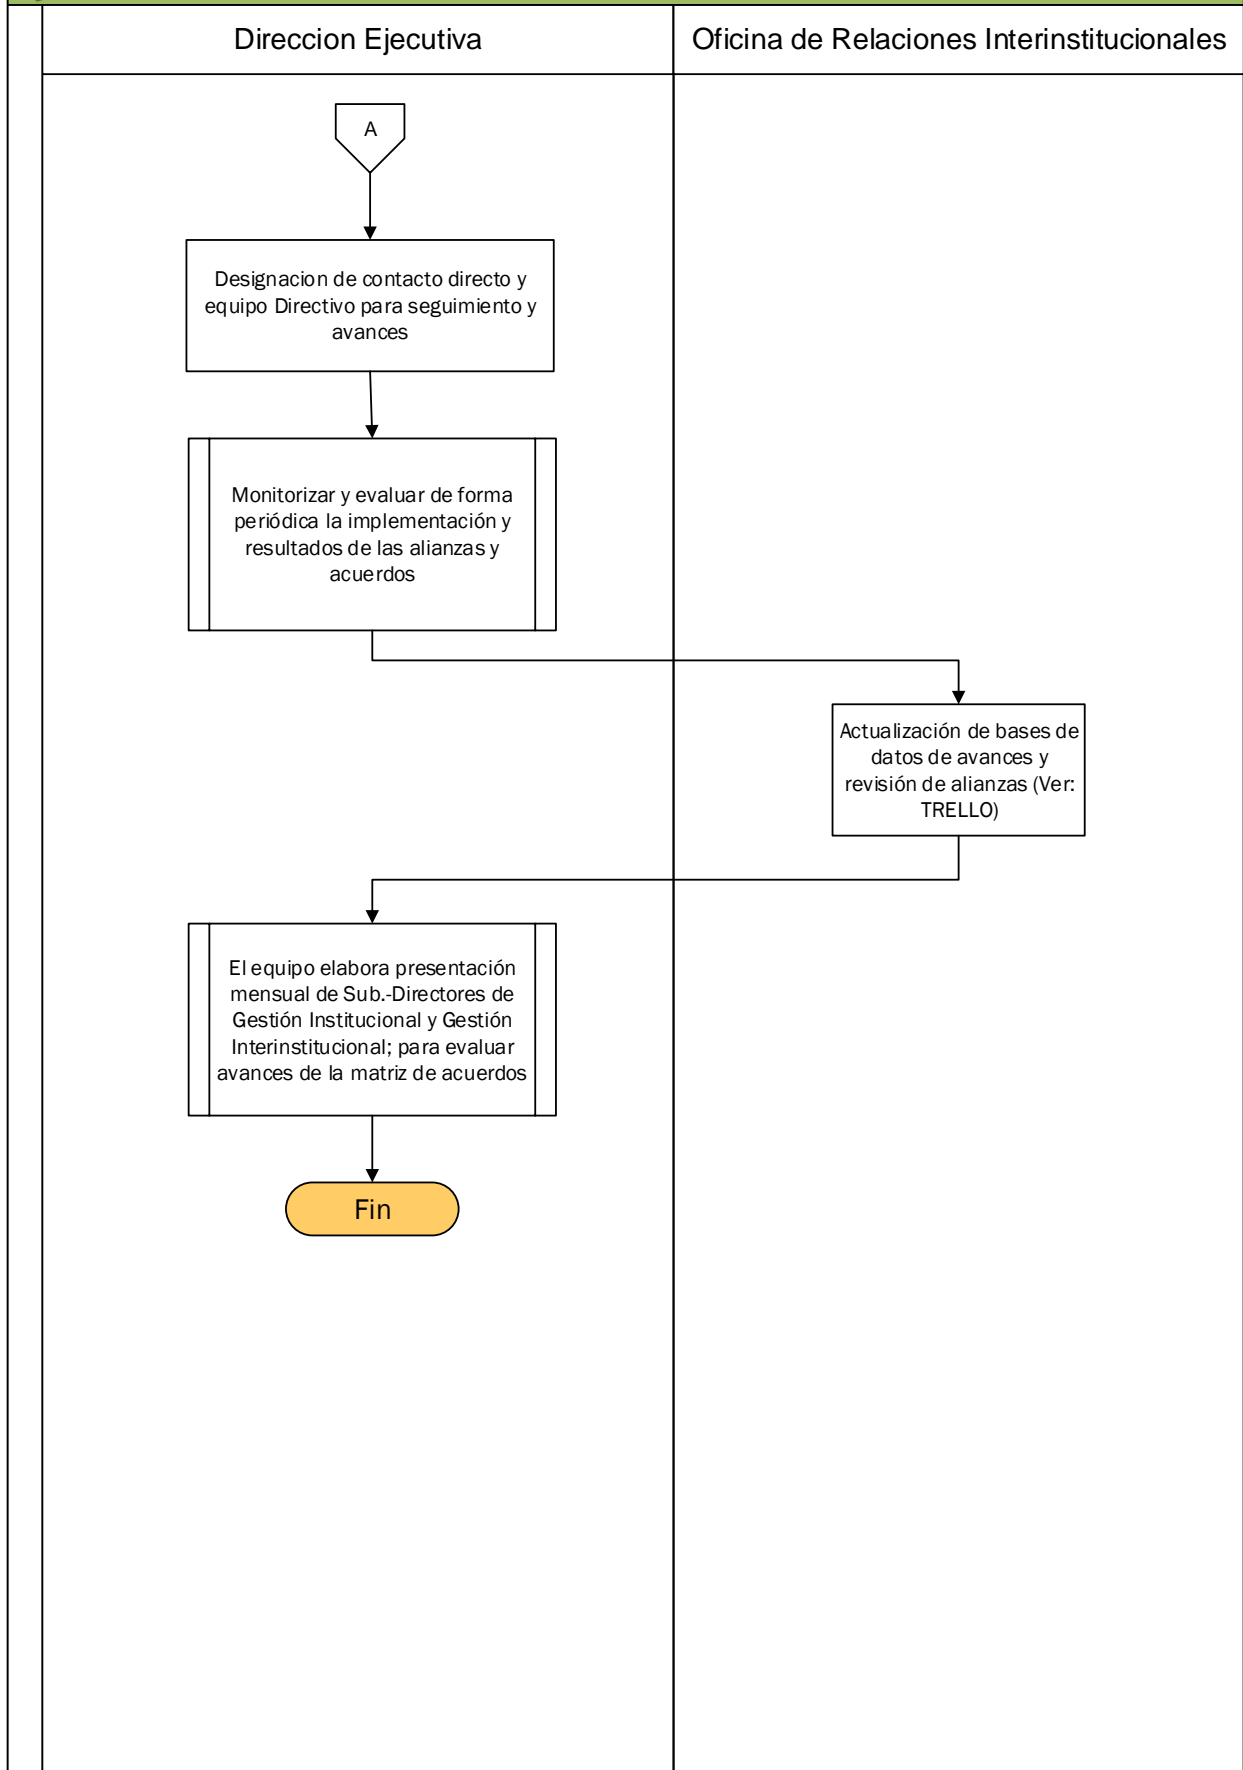 Direccion Ejecutiva
Oficina de Relaciones Interinstitucionales
A
Designacion de contacto directo y
equipo Directivo para seguimiento y
avances
Monitorizar y evaluar de forma
periódica la implementación y
resultados de las alianzas y
acuerdos
Actualización de bases de
datos de avances y
revisión de alianzas (Ver:
TRELLO)
El equipo elabora presentación
mensual de Sub.-Directores de
Gestión Institucional y Gestión
Interinstitucional; para evaluar
avances de la matriz de acuerdos
Fin